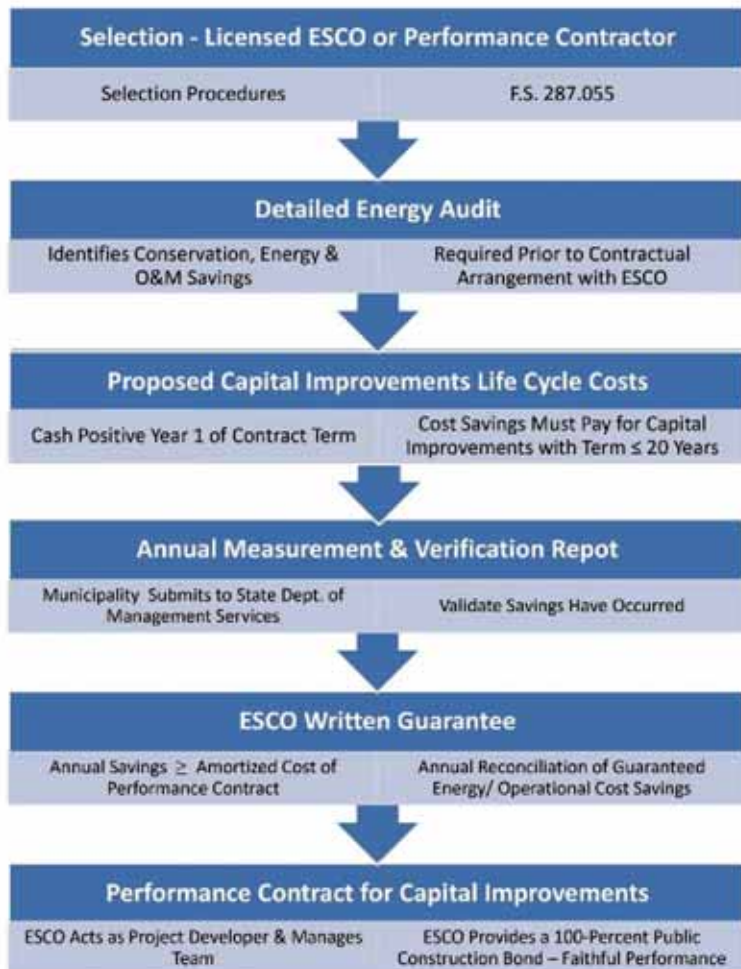 Selection - Licensed ESCO or Performance Contractor
Selection Procedures
F.S. 287.055
Detailed Energy Audit
Identifies Conservation, Energy &
O&M Savings
Required Prior to Contractual
Arrangement with ESCO
Proposed Capital Improvements Life Cycle Costs
Cash Positive Year 1 of Contract Term
Cost Savings Must Pay for Capital
Improvements with Term ≤ 20 Years
Annual Measurement & Verification Repot
Municipality Submits to State Dept. of
Management Services
Validate Savings Have Occurred
ESCO Written Guarantee
Annual Savings ≥ Amortized Cost of
Performance Contract
Annual Reconciliation of Guaranteed
Energy/ Operational Cost Savings
Performance Contract for Capital Improvements
ESCO Acts as Project Developer & Manages
Team
ESCO Provides a 100-Percent Public
Construction Bond – Faithful Performance